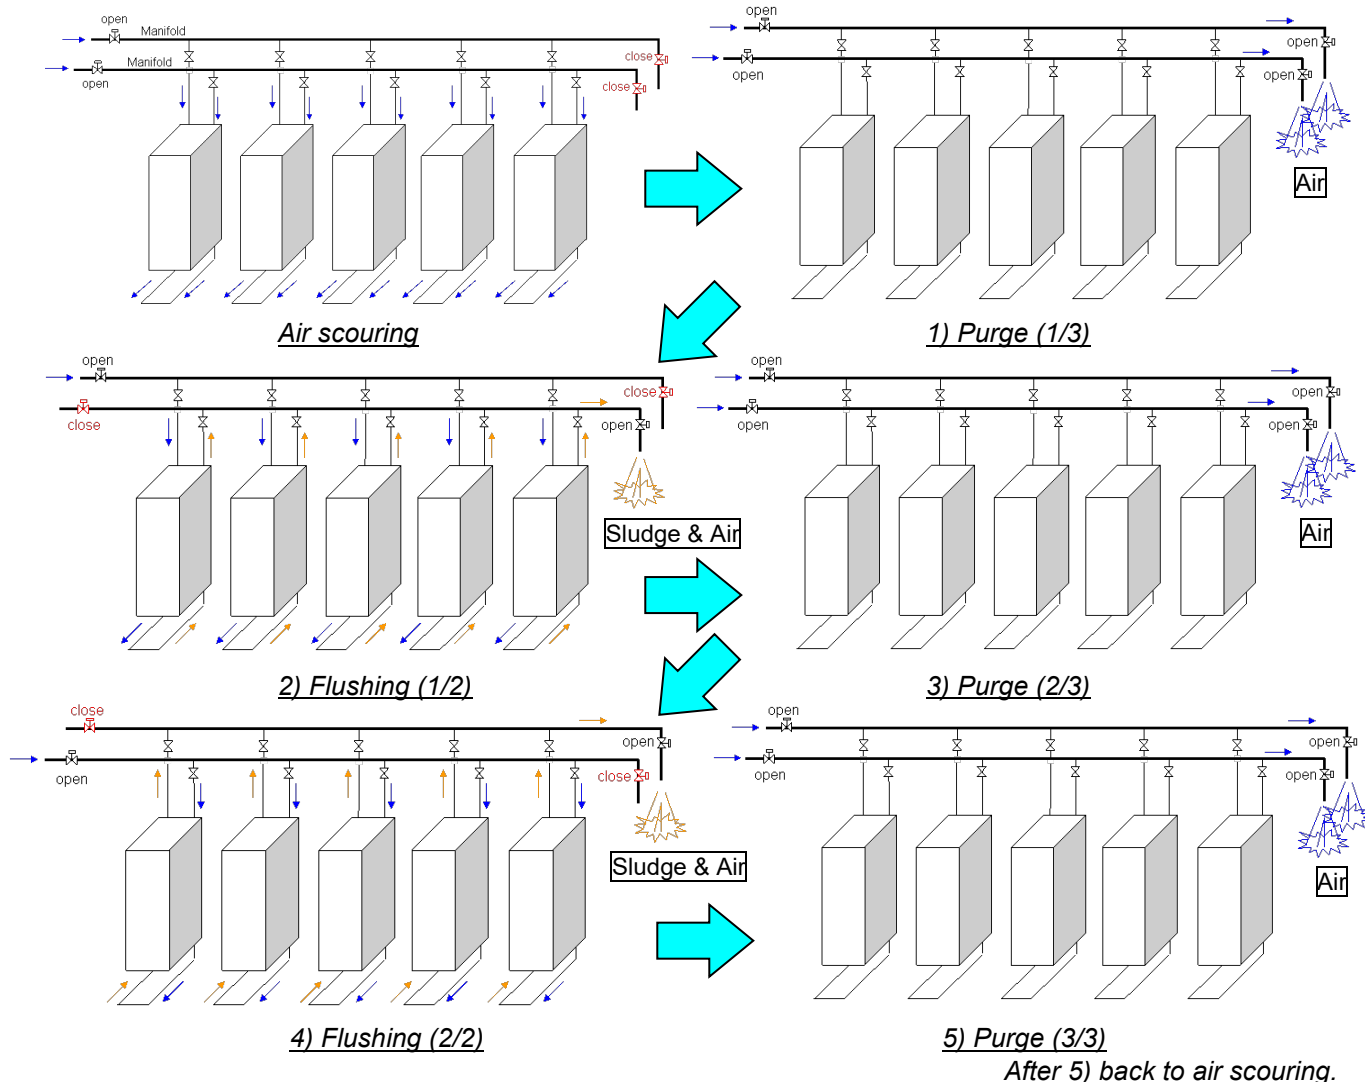 open
Manifold
close
Manifold
open
close
Air scouring
open
open
open
open
Air
1) Purge (1/3)
open
close
close
open
Sludge & Air
2) Flushing (1/2)
open
open
open
open
Air
3) Purge (2/3)
close
open
open
close
Sludge & Air
4) Flushing (2/2)
open
open
open
open
Air
5) Purge (3/3)
After 5) back to air scouring.